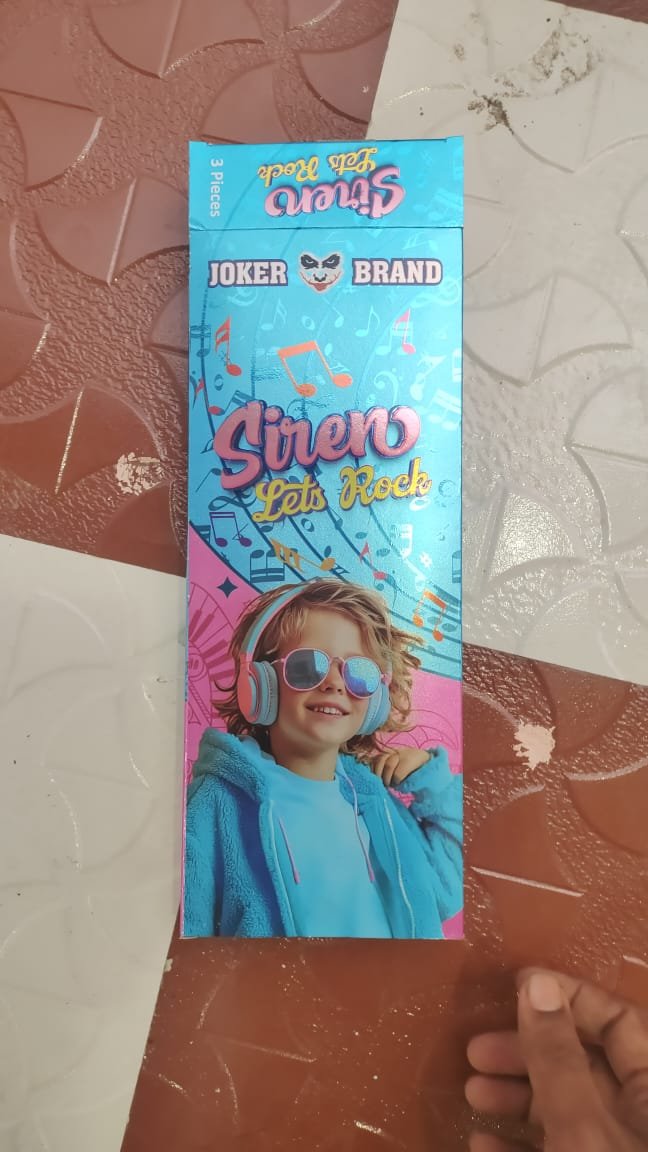 3 Pieces
Siren
Lets Rock
JOKER BRAND
Siren
Lets Rock